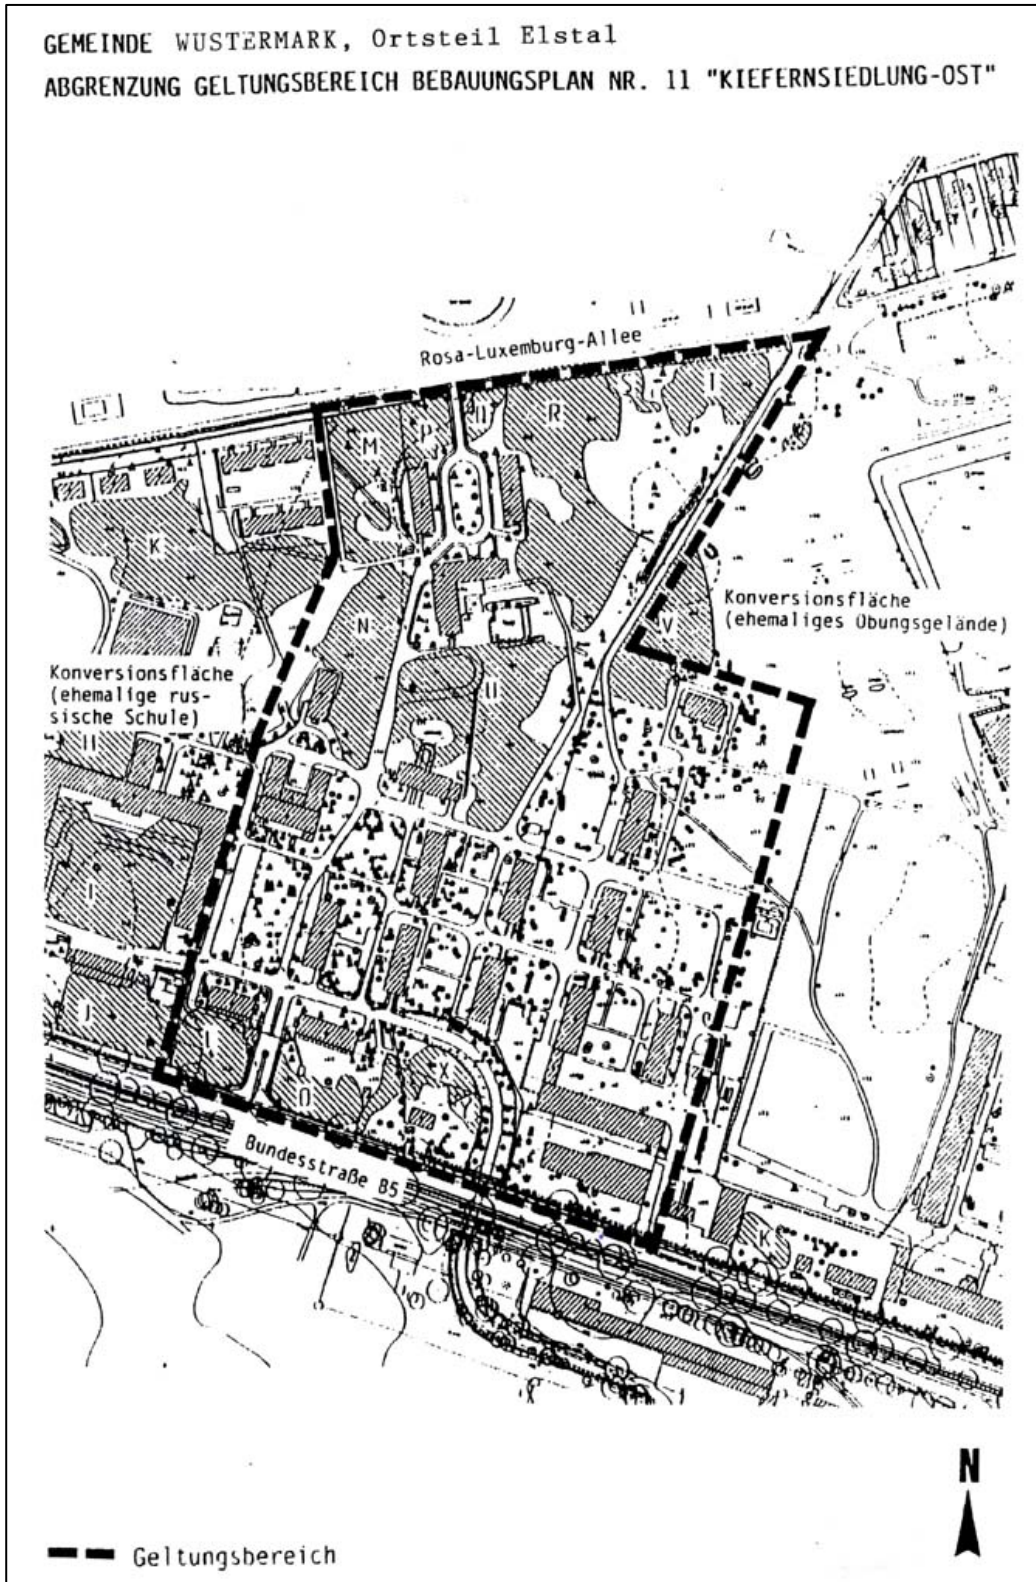 GEMEINDE WUSTERMARK, Ortsteil Elstal
ABGRENZUNG GELTUNGSBEREICH BEBAUUNGSPLAN NR. 11 "KIEFERNSIEDLUNG-OST"
Rosa-Luxemburg-Allee
M
P
R
K
N
V
Konversionsfläche
(ehemaliges Übungsgelände)
Konversionsfläche
(ehemalige rus-
sische Schule)
U
J
X
Bundesstraße B5
K
N
Geltungsbereich